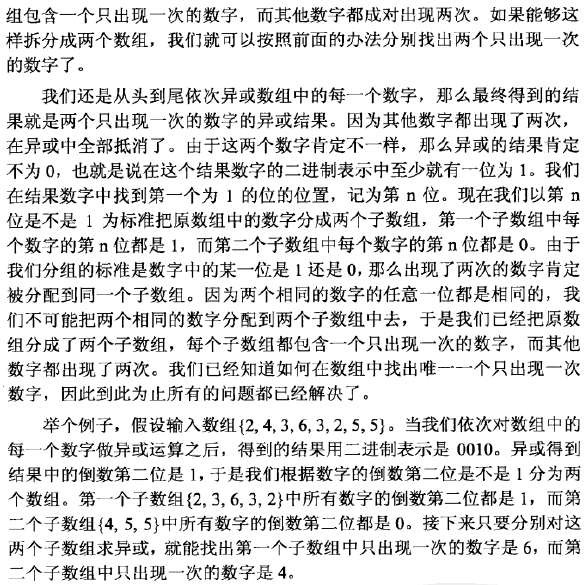 组包含一个只出现一次的数字，而其他数字都成对出现两次。如果能够这
样拆分成两个数组，我们就可以按照前面的办法分别找出两个只出现一次
的数字了。
我们还是从头到尾依次异或数组中的每一个数字，那么最终得到的结
果就是两个只出现一次的数字的异或结果。因为其他数字都出现了两次，
在异或中全部抵消了。由于这两个数字肯定不一样，那么异或的结果肯定
不为 0，也就是说在这个结果数字的二进制表示中至少就有一位为 1。我们
在结果数字中找到第一个为 1 的位的位置，记为第 n 位。现在我们以第 n
位是不是 1 为标准把原数组中的数字分成两个子数组，第一个子数组中每
个数字的第 n 位都是 1，而第二个子数组中每个数字的第 n 位都是 0。由于
我们分组的标准是数字中的某一位是 1 还是 0，那么出现了两次的数字肯定
被分配到同一个子数组。因为两个相同的数字的任意一位都是相同的，我
们不可能把两个相同的数字分配到两个子数组中去，于是我们已经把原数
组分成了两个子数组，每个子数组都包含一个只出现一次的数字，而其他
数字都出现了两次。我们已经知道如何在数组中找出唯一一个只出现一次
数字，因此到此为止所有的问题都已经解决了。
举个例子，假设输入数组{2, 4, 3, 6, 3, 2, 5, 5}。当我们依次对数组中的
每一个数字做异或运算之后，得到的结果用二进制表示是 0010。异或得到
结果中的倒数第二位是 1，于是我们根据数字的倒数第二位是不是 1 分为两
个数组。第一个子数组{2, 3, 6, 3, 2}中所有数字的倒数第二位都是 1，而第
二个子数组{4, 5, 5}中所有数字的倒数第二位都是 0。接下来只要分别对这
两个子数组求异或，就能找出第一个子数组中只出现一次的数字是 6，而第
二个子数组中只出现一次的数字是 4。